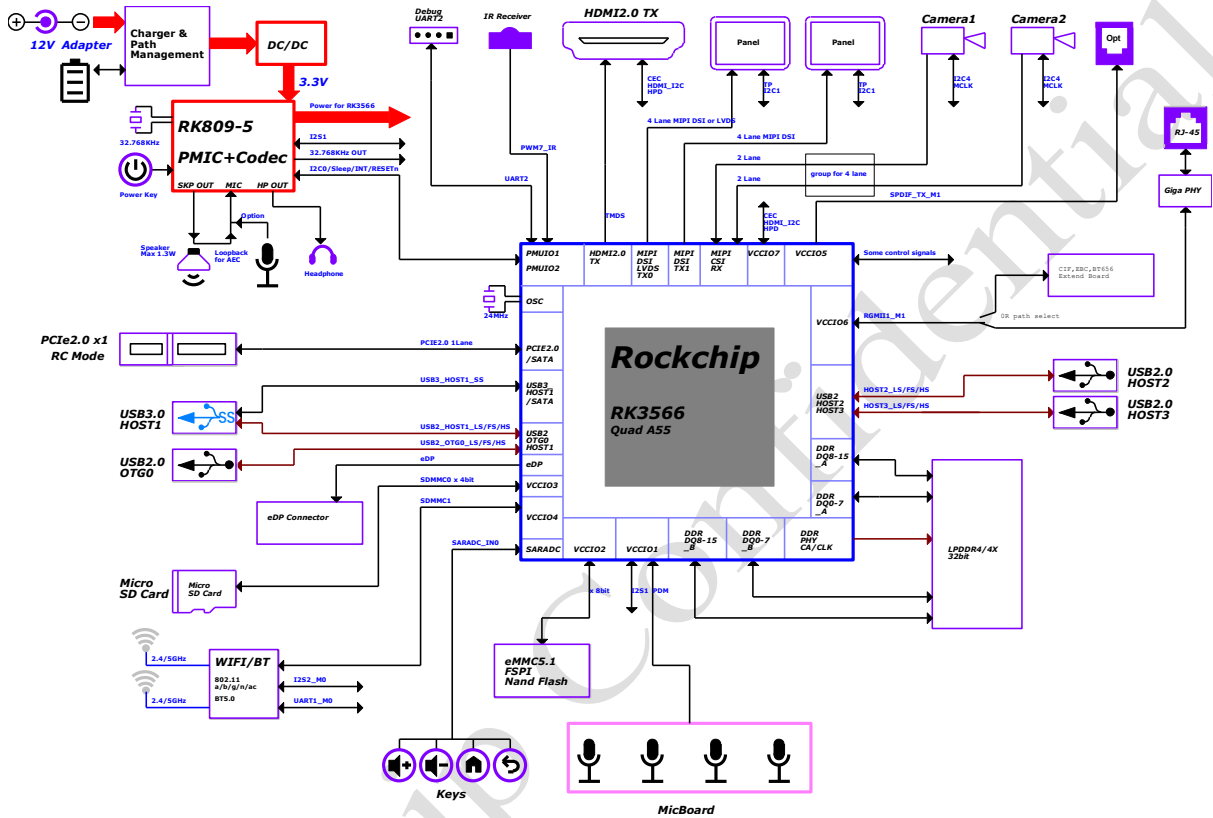 12V Adapter
Charger &
Path
Management
DC/DC
3.3V
Power for RK3566
RK809-5
PMIC+Codec
32.768KHz
Power Key
SKP OUT
MIC
HP OUT
I2S1
32.768KHz OUT
I2C0/Sleep/INT/RESETn
Option
Speaker
Max 1.3W
Loopback
for AEC
Headphone
Debug
UART2
IR Receiver
HDMI2.0 TX
Panel
Panel
Camera1
Camera2
Opt
CEC
HDMI_I2C
HPD
TP
I2C1
TP
I2C1
I2C4
MCLK
I2C4
MCLK
4 Lane MIPI DSI or LVDS
4 Lane MIPI DSI
2 Lane
2 Lane
group for 4 lane
PWM7_IR
UART2
TMDS
CEC
HDMI_I2C
HPD
SPDIF_TX_M1
RJ-45
Giga PHY
PMUIO1
PMUIO2
HDMI2.0
TX
MIPI
DSI
LVDS
TX0
MIPI
DSI
TX1
MIPI
CSI
RX
VCCIO7
VCCIO5
Some control signals
CIF,EBC,BT656
Extend Board
0R path select
RGMII1_M1
VCCIO6
24MHz
OSC
PCIe2.0 x1
RC Mode
PCIE2.0 1Lane
PCIE2.0
/SATA
Rockchip
RK3566
Quad A55
USB3.0
HOST1
SS
USB3_HOST1_SS
USB3
HOST1
/SATA
USB2_HOST1_LS/FS/HS
USB2
OTG0
HOST1
USB2.0
OTG0
USB2_OTG0_LS/FS/HS
USB2
HOST2
HOST3
HOST2_LS/FS/HS
HOST3_LS/FS/HS
USB2.0
HOST2
USB2.0
HOST3
eDP
eDP
eDP Connector
SDMMC0 x 4bit
VCCIO3
SDMMC1
VCCIO4
SARADC_IN0
SARADC
VCCIO2
VCCIO1
DDR
DQ8-15
_B
DDR
DQ0-7
_B
DDR
PHY
CA/CLK
DDR
DQ8-15
_A
DDR
DQ0-7
_A
LPDDR4/4X
32bit
Micro
SD Card
Micro
SD Card
x 8bit
I2S1
PDM
eMMC5.1
FSPI
Nand Flash
2.4/5GHz
2.4/5GHz
WIFI/BT
802.11
a/b/g/n/ac
BT5.0
I2S2_M0
UART1_M0
Keys
MicBoard
Confidential